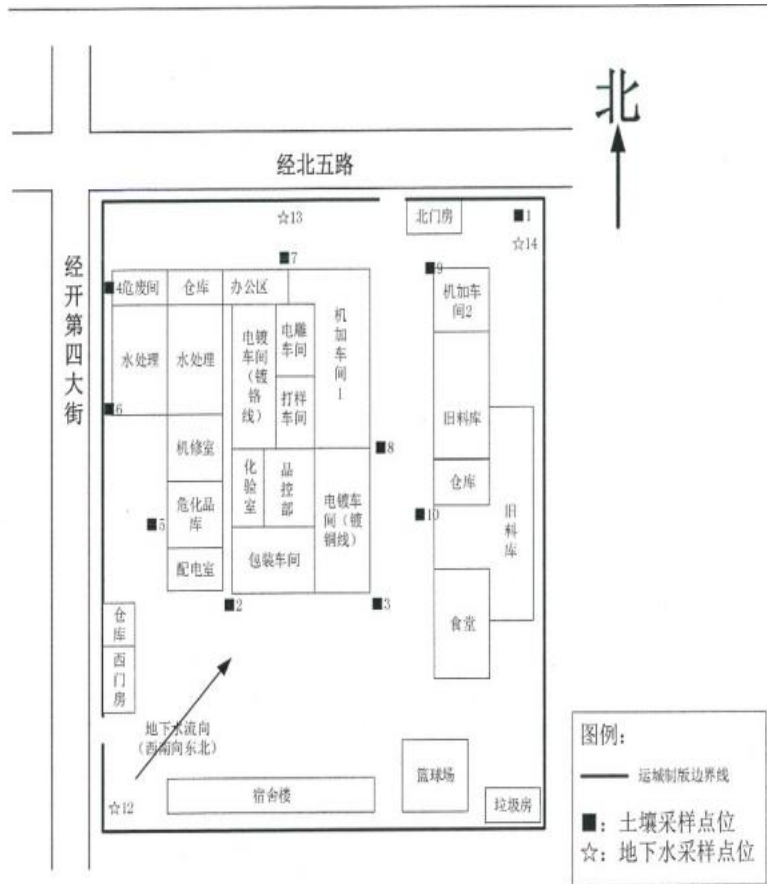 北
经北五路
经开第四大街
☆13
北门房
■1
☆14
■7
■9
■4
危废间
仓库
办公区
机加车
间2
水处理
水处理
电镀
车间
(镀
铬
线)
电雕
车间
打样
车间
机
加
车
间
1
旧料库
■6
机修室
■8
化
验
室
品
控
部
仓库
危化品
库
■5
电镀车
间(镀
铜线)
■10
旧
料
库
配电室
包装车间
■2
■3
食堂
仓
库
西
门
房
地下水流向
(西南向东北)
图例:
运城制版边界线
■:土壤采样点位
☆:地下水采样点位
篮球场
宿舍楼
垃圾房
☆12